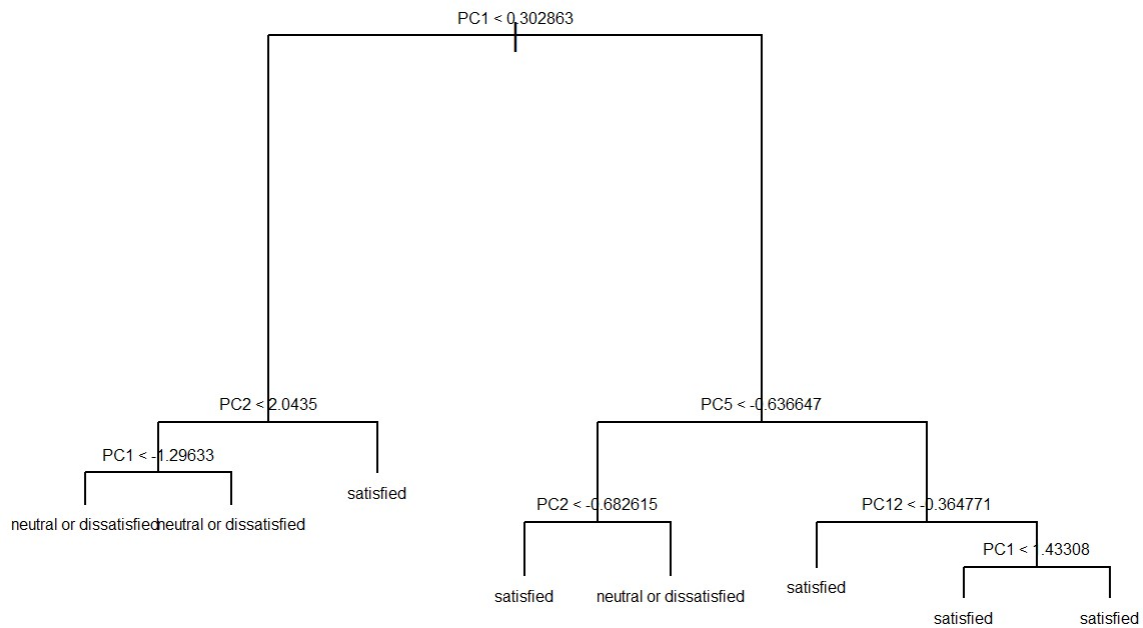 PC1 < 0.302863
PC2 < 2.0435
PC5 < -0.636647
PC1 < -1.29633
satisfied
PC2 < -0.682615
PC12 < -0.364771
neutral or dissatisfied
neutral or dissatisfied
PC1 < 1.43308
satisfied
satisfied
neutral or dissatisfied
satisfied
satisfied